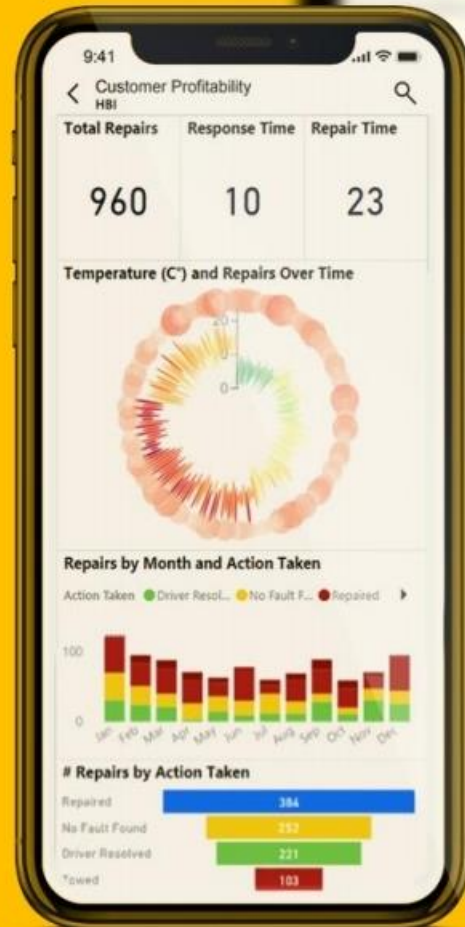 9:41
Customer Profitability
HBI
Total Repairs Response Time Repair Time
960 10 23
Temperature (C°) and Repairs Over Time
20
0
Repairs by Month and Action Taken
Action Taken Driver Resol... No Fault F... Repaired
100
0
Jan Feb Mar Apr May Jun Jul Aug Sep Oct Nov Dec
# Repairs by Action Taken
Repaired 384
No Fault Found 252
Driver Resolved 221
Towed 103